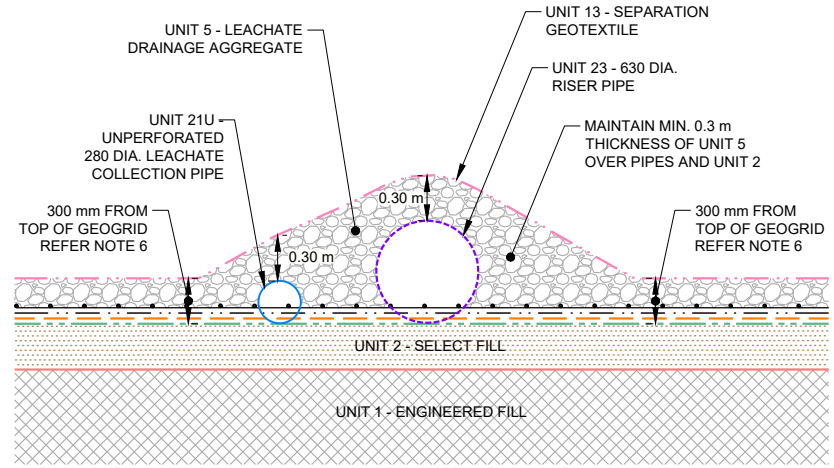 UNIT 5 - LEACHATE
DRAINAGE AGGREGATE
UNIT 13 - SEPARATION
GEOTEXTILE
UNIT 23 - 630 DIA.
RISER PIPE
UNIT 21U -
UNPERFORATED
280 DIA. LEACHATE
COLLECTION PIPE
MAINTAIN MIN. 0.3 m
THICKNESS OF UNIT 5
OVER PIPES AND UNIT 2
0.30 m
300 mm FROM
TOP OF GEOGRID
REFER NOTE 6
0.30 m
300 mm FROM
TOP OF GEOGRID
REFER NOTE 6
UNIT 2 - SELECT FILL
UNIT 1 - ENGINEERED FILL